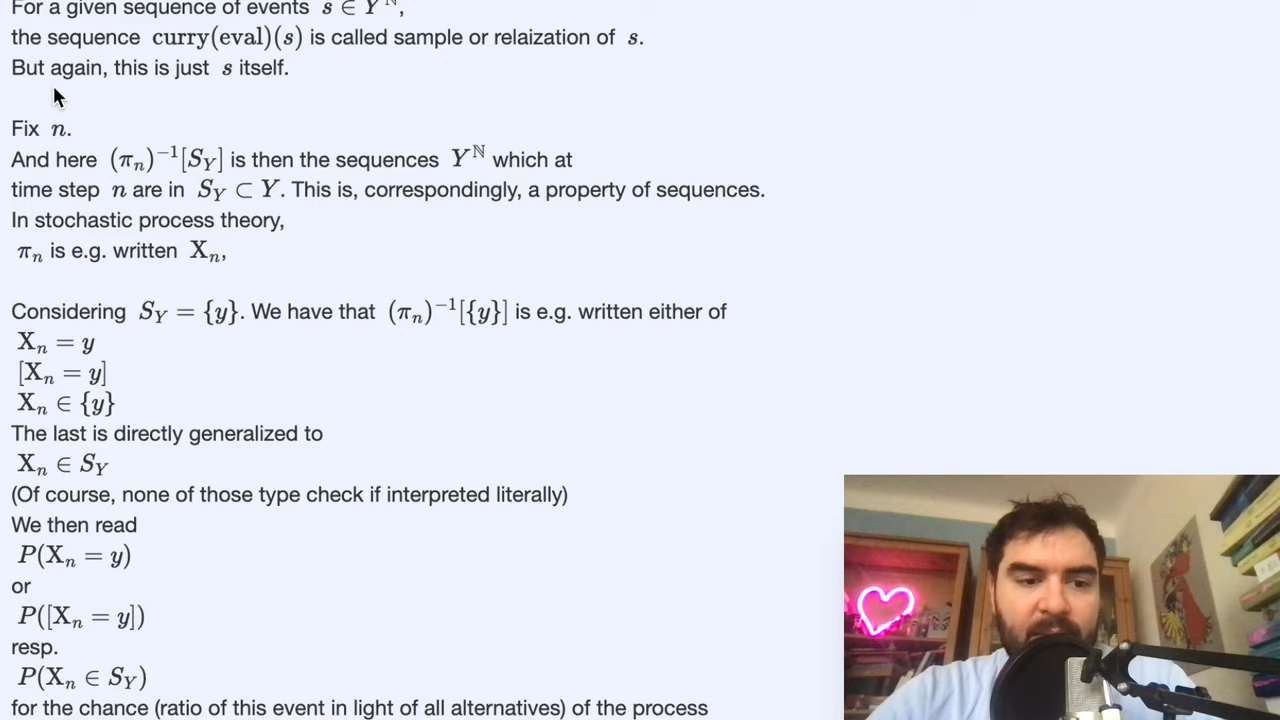 For a given sequence of events s ∈ Y^ℕ,
the sequence curry(eval)(s) is called sample or relaization of s.
But again, this is just s itself.
Fix n.
And here (π_n)^{-1}[S_Y] is then the sequences Y^ℕ which at
time step n are in S_Y ⊂ Y. This is, correspondingly, a property of sequences.
In stochastic process theory,
π_n is e.g. written X_n,
Considering S_Y = {y}. We have that (π_n)^{-1}[{y}] is e.g. written either of
X_n = y
[X_n = y]
X_n ∈ {y}
The last is directly generalized to
X_n ∈ S_Y
(Of course, none of those type check if interpreted literally)
We then read
P(X_n = y)
or
P([X_n = y])
resp.
P(X_n ∈ S_Y)
for the chance (ratio of this event in light of all alternatives) of the process